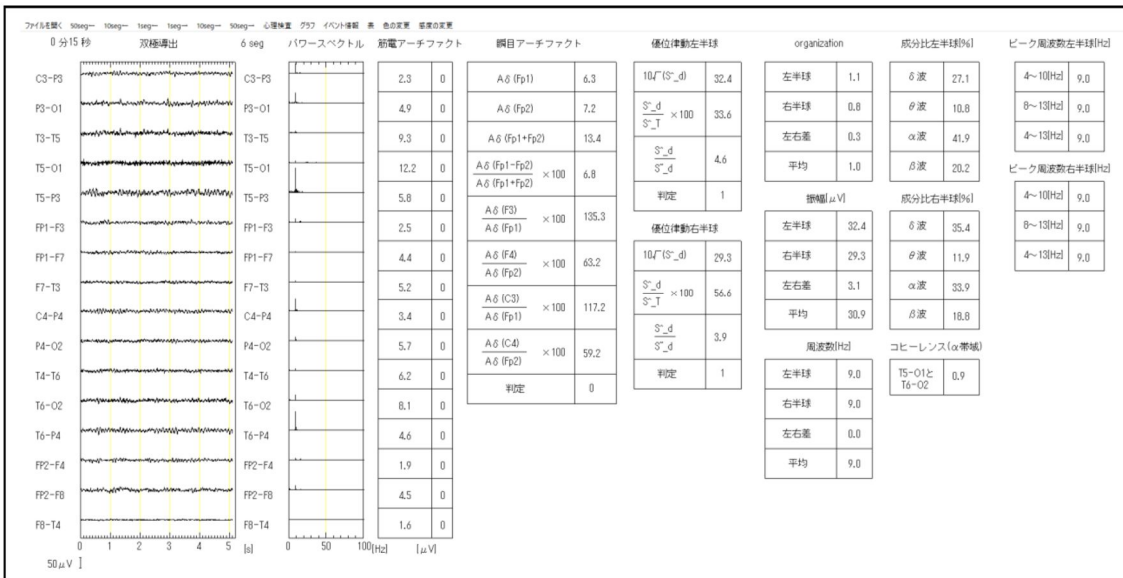 ファイルを開く 50seg← 10seg← 1seg← 1seg→ 10seg→ 50seg→ 心理検査 グラフ イベント情報 表 色の変更 感度の変更
0 分15 秒 双極導出 6 seg パワースペクトル
C3-P3 C3-P3
P3-O1 P3-O1
T3-T5 T3-T5
T5-O1 T5-O1
T5-P3 T5-P3
FP1-F3 FP1-F3
FP1-F7 FP1-F7
F7-T3 F7-T3
C4-P4 C4-P4
P4-O2 P4-O2
T4-T6 T4-T6
T6-O2 T6-O2
T6-P4 T6-P4
FP2-F4 FP2-F4
FP2-F8 FP2-F8
F8-T4 F8-T4
0 1 2 3 4 5 [s] 0 50 100[Hz] [μV]
50μV
筋電アーチファクト
2.3 0
4.9 0
9.3 0
12.2 0
5.8 0
2.5 0
4.4 0
5.2 0
3.4 0
5.7 0
6.2 0
8.1 0
4.6 0
1.9 0
4.5 0
1.6 0
瞬目アーチファクト
Aδ(Fp1) 6.3
Aδ(Fp2) 7.2
Aδ(Fp1+Fp2) 13.4
Aδ(Fp1-Fp2)
Aδ(Fp1+Fp2) ×100 6.8
Aδ(F3)
Aδ(Fp1) ×100 135.3
Aδ(F4)
Aδ(Fp2) ×100 63.2
Aδ(C3)
Aδ(Fp1) ×100 117.2
Aδ(C4)
Aδ(Fp2) ×100 59.2
判定 0
優位律動左半球
10√(S'_d) 32.4
S'_d
S'_T ×100 33.6
S'_d
S"_d 4.6
判定 1
優位律動右半球
10√(S'_d) 29.3
S'_d
S'_T ×100 56.6
S'_d
S"_d 3.9
判定 1
organization
左半球 1.1
右半球 0.8
左右差 0.3
平均 1.0
振幅[μV]
左半球 32.4
右半球 29.3
左右差 3.1
平均 30.9
周波数[Hz]
左半球 9.0
右半球 9.0
左右差 0.0
平均 9.0
成分比左半球[%]
δ波 27.1
θ波 10.8
α波 41.9
β波 20.2
成分比右半球[%]
δ波 35.4
θ波 11.9
α波 33.9
β波 18.8
コヒーレンス(α帯域)
T5-O1と
T6-O2 0.9
ピーク周波数左半球[Hz]
4～10[Hz] 9.0
8～13[Hz] 9.0
4～13[Hz] 9.0
ピーク周波数右半球[Hz]
4～10[Hz] 9.0
8～13[Hz] 9.0
4～13[Hz] 9.0